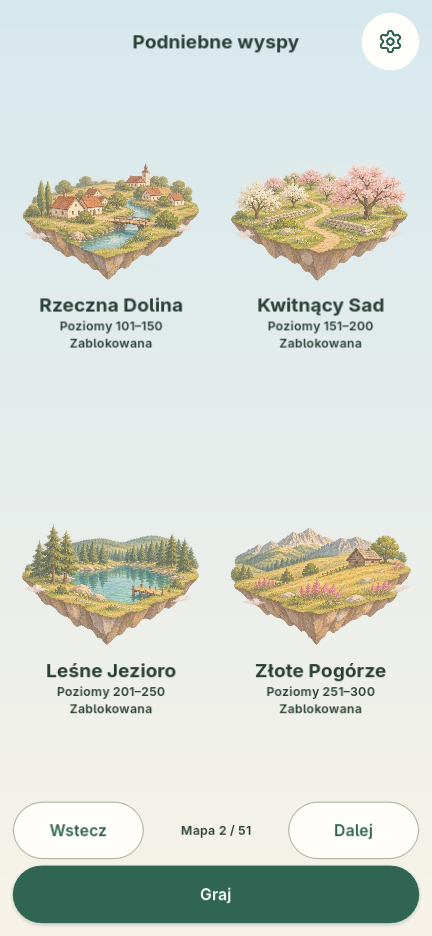 Podniebne wyspy
Rzeczna Dolina
Poziomy 101–150
Zablokowana
Kwitnący Sad
Poziomy 151–200
Zablokowana
Leśne Jezioro
Poziomy 201–250
Zablokowana
Złote Pogórze
Poziomy 251–300
Zablokowana
Wstecz
Mapa 2 / 51
Dalej
Graj